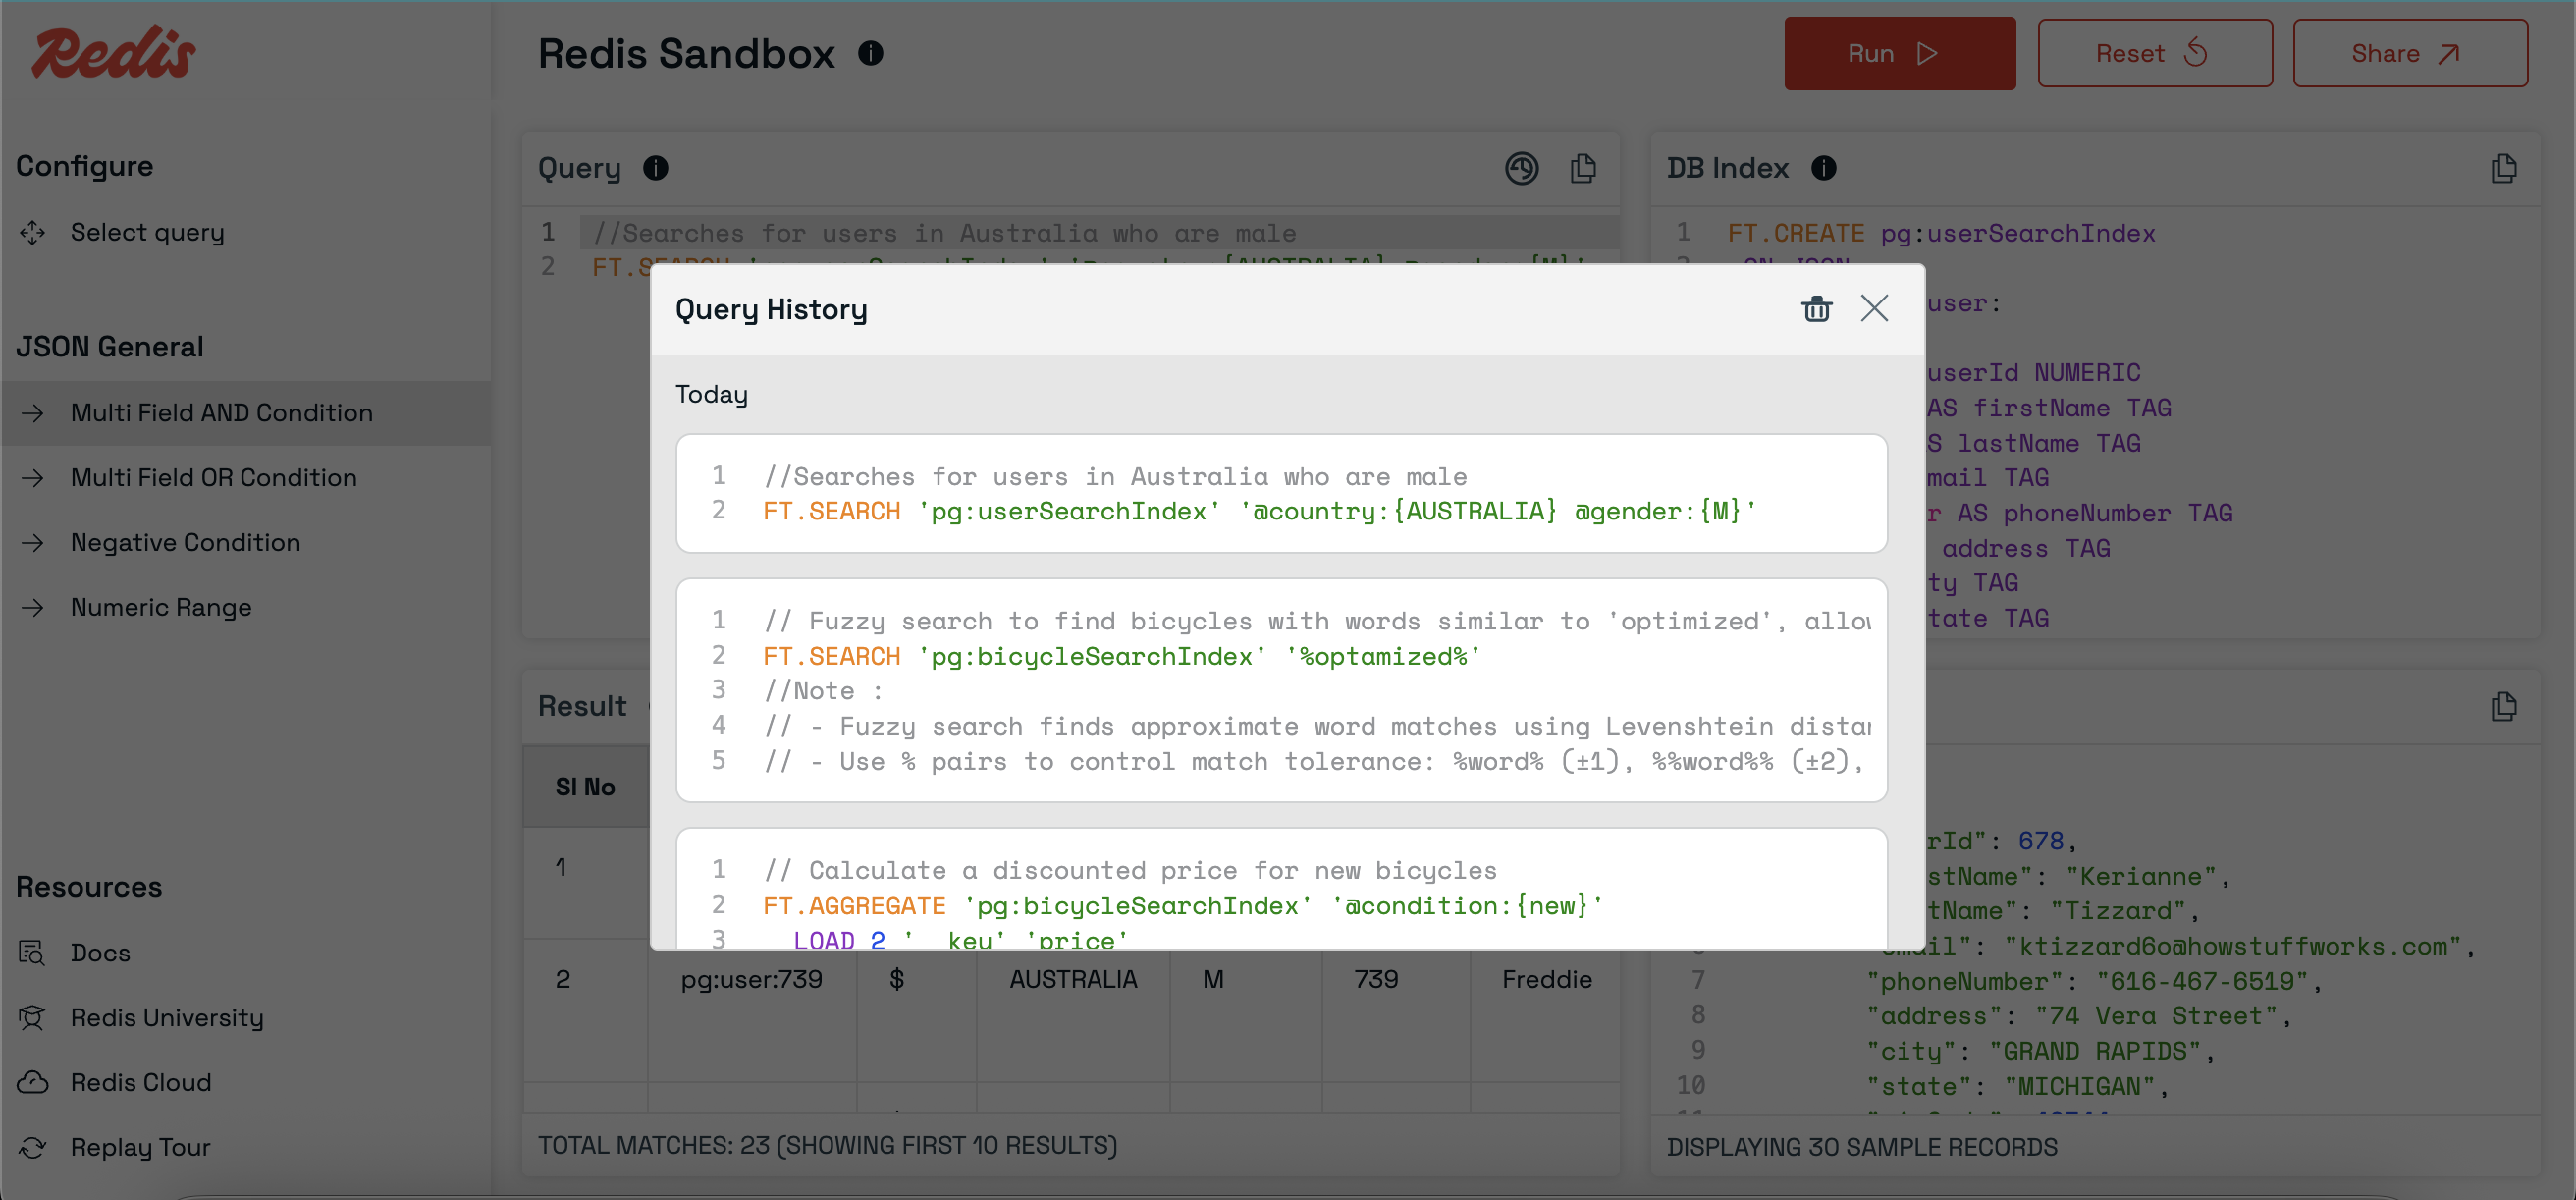 Redis
Redis Sandbox
Run
Reset
Share
Configure
Select query
JSON General
Multi Field AND Condition
Multi Field OR Condition
Negative Condition
Numeric Range
Resources
Docs
Redis University
Redis Cloud
Replay Tour
Query
1 //Searches for users in Australia who are male
2 FT.SEARCH
DB Index
1 FT.CREATE pg:userSearchIndex
ON JSON
user:
userId NUMERIC
AS firstName TAG
S lastName TAG
mail TAG
r AS phoneNumber TAG
address TAG
ty TAG
tate TAG
Query History
Today
1 //Searches for users in Australia who are male
2 FT.SEARCH 'pg:userSearchIndex' '@country:{AUSTRALIA} @gender:{M}'
1 // Fuzzy search to find bicycles with words similar to 'optimized', allow
2 FT.SEARCH 'pg:bicycleSearchIndex' '%optamized%'
3 //Note :
4 // - Fuzzy search finds approximate word matches using Levenshtein distan
5 // - Use % pairs to control match tolerance: %word% (±1), %%word%% (±2),
1 // Calculate a discounted price for new bicycles
2 FT.AGGREGATE 'pg:bicycleSearchIndex' '@condition:{new}'
3 LOAD 2 '__key' 'price'
Result
Sl No
1
2 pg:user:739 $ AUSTRALIA M 739 Freddie
TOTAL MATCHES: 23 (SHOWING FIRST 10 RESULTS)
rId": 678,
stName": "Kerianne",
tName": "Tizzard",
email": "ktizzard6o@howstuffworks.com",
7 "phoneNumber": "616-467-6519",
8 "address": "74 Vera Street",
9 "city": "GRAND RAPIDS",
10 "state": "MICHIGAN",
DISPLAYING 30 SAMPLE RECORDS